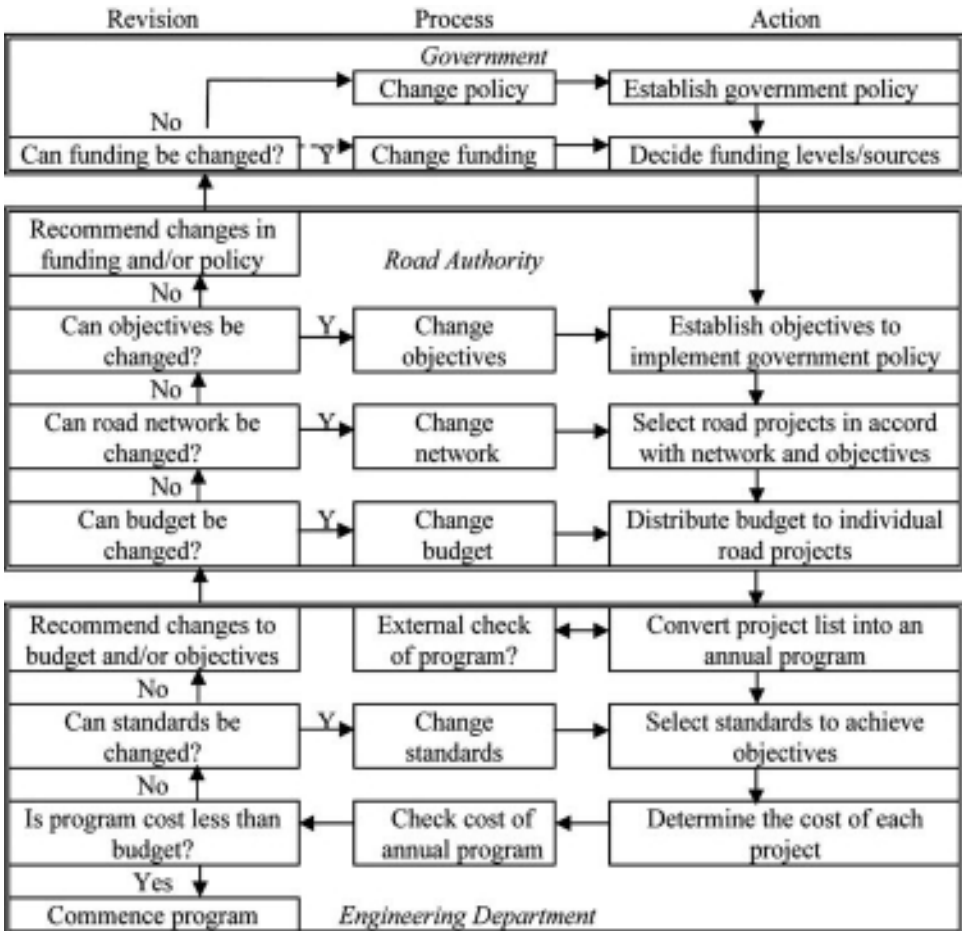 Revision Process Action
Government
Change policy Establish government policy
No
Can funding be changed? Y Change funding Decide funding levels/sources
Recommend changes in
funding and/or policy
Road Authority
No
Can objectives be
changed?
Y
Change
objectives
Establish objectives to
implement government policy
No
Can road network be
changed?
Y
Change
network
Select road projects in accord
with network and objectives
No
Can budget be
changed?
Y
Change
budget
Distribute budget to individual
road projects
Recommend changes to
budget and/or objectives
External check
of program?
Convert project list into an
annual program
No
Can standards be
changed?
Y
Change
standards
Select standards to achieve
objectives
No
Is program cost less than
budget?
Check cost of
annual program
Determine the cost of each
project
Yes
Commence program
Engineering Department